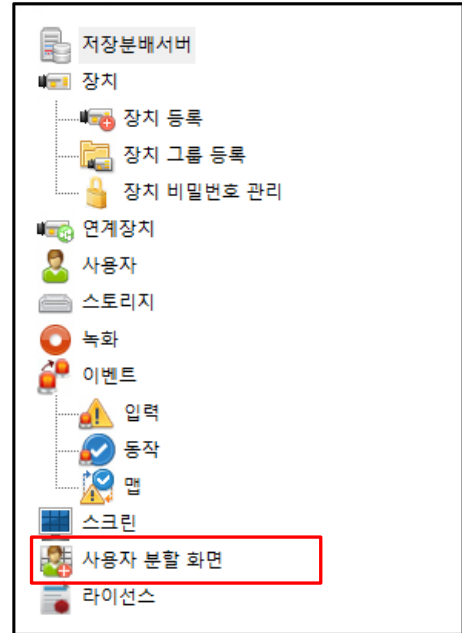 저장분배서버
장치
장치 등록
장치 그룹 등록
장치 비밀번호 관리
연계장치
사용자
스토리지
녹화
이벤트
입력
동작
맵
스크린
사용자 분할 화면
라이선스